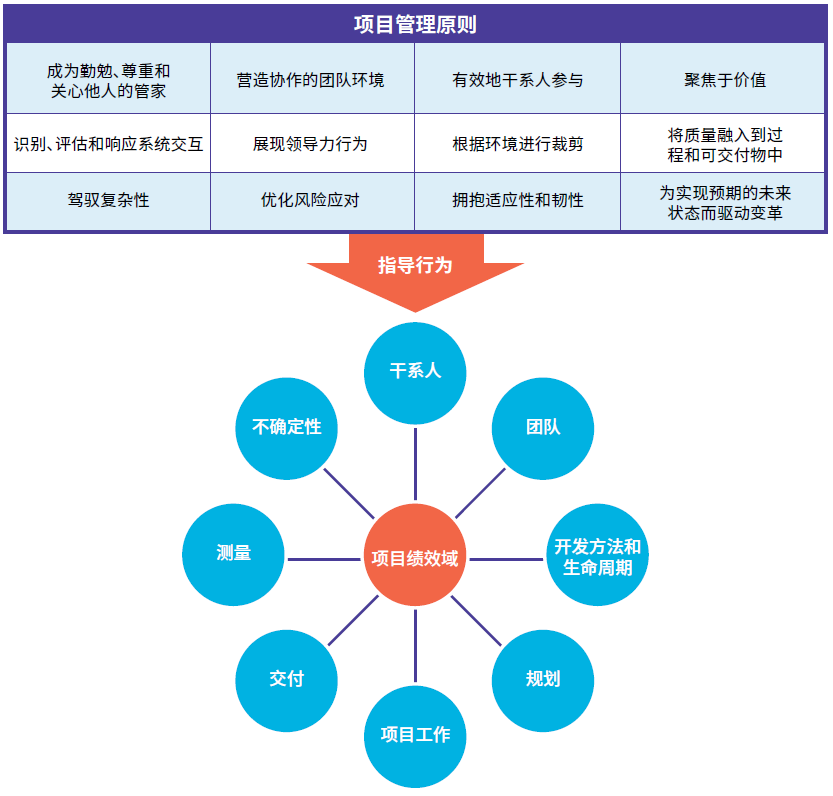 项目管理原则
成为勤勉、尊重和
关心他人的管家
营造协作的团队环境
有效地干系人参与
聚焦于价值
识别、评估和响应系统交互
展现领导力行为
根据环境进行裁剪
将质量融入到过
程和可交付物中
驾驭复杂性
优化风险应对
拥抱适应性和韧性
为实现预期的未来
状态而驱动变革
指导行为
干系人
不确定性
团队
测量
项目绩效域
开发方法和
生命周期
交付
规划
项目工作